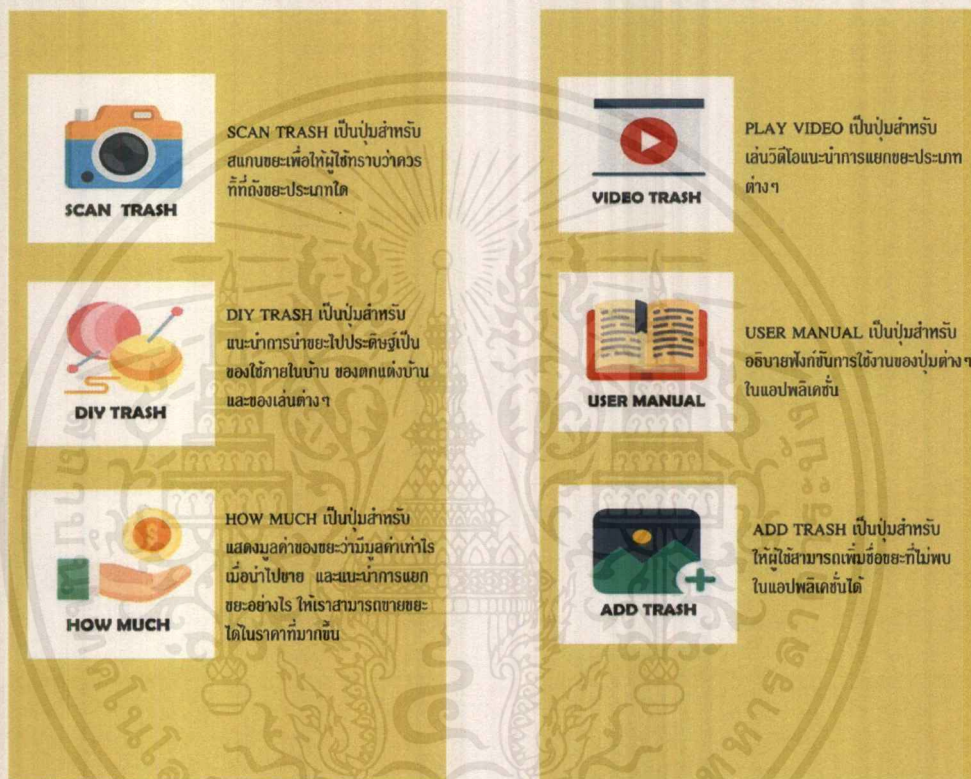 SCAN TRASH
SCAN TRASH เป็นปุ่มสำหรับ
สแกนขยะเพื่อให้ผู้ใช้ทราบว่าควร
ทิ้ที่ถังขยะประเภทใด
DIY TRASH
DIY TRASH เป็นปุ่มสำหรับ
แนะนำการนำขยะไปประดิษฐ์เป็น
ของใช้ภายในบ้าน ของตกแต่งบ้าน
และของเล่นต่างๆ
HOW MUCH
HOW MUCH เป็นปุ่มสำหรับ
แสดงมูลค่าของขยะว่ามีมูลค่าเท่าไร
เมื่อนำไปขาย และแนะนำการแยก
ขยะอย่างไร ให้เราสามารถขายขยะ
ได้ในราคาที่มากขึ้น
VIDEO TRASH
PLAY VIDEO เป็นปุ่มสำหรับ
เล่นวิดีโอแนะนำการแยกขยะประเภท
ต่างๆ
USER MANUAL
USER MANUAL เป็นปุ่มสำหรับ
อธิบายฟังก์ชันการใช้งานของปุ่มต่างๆ
ในแอปพลิเคชั่น
ADD TRASH
ADD TRASH เป็นปุ่มสำหรับ
ให้ผู้ใช้สามารถเพิ่มชื่อขยะที่ไม่พบ
ในแอปพลิเคชั่นได้